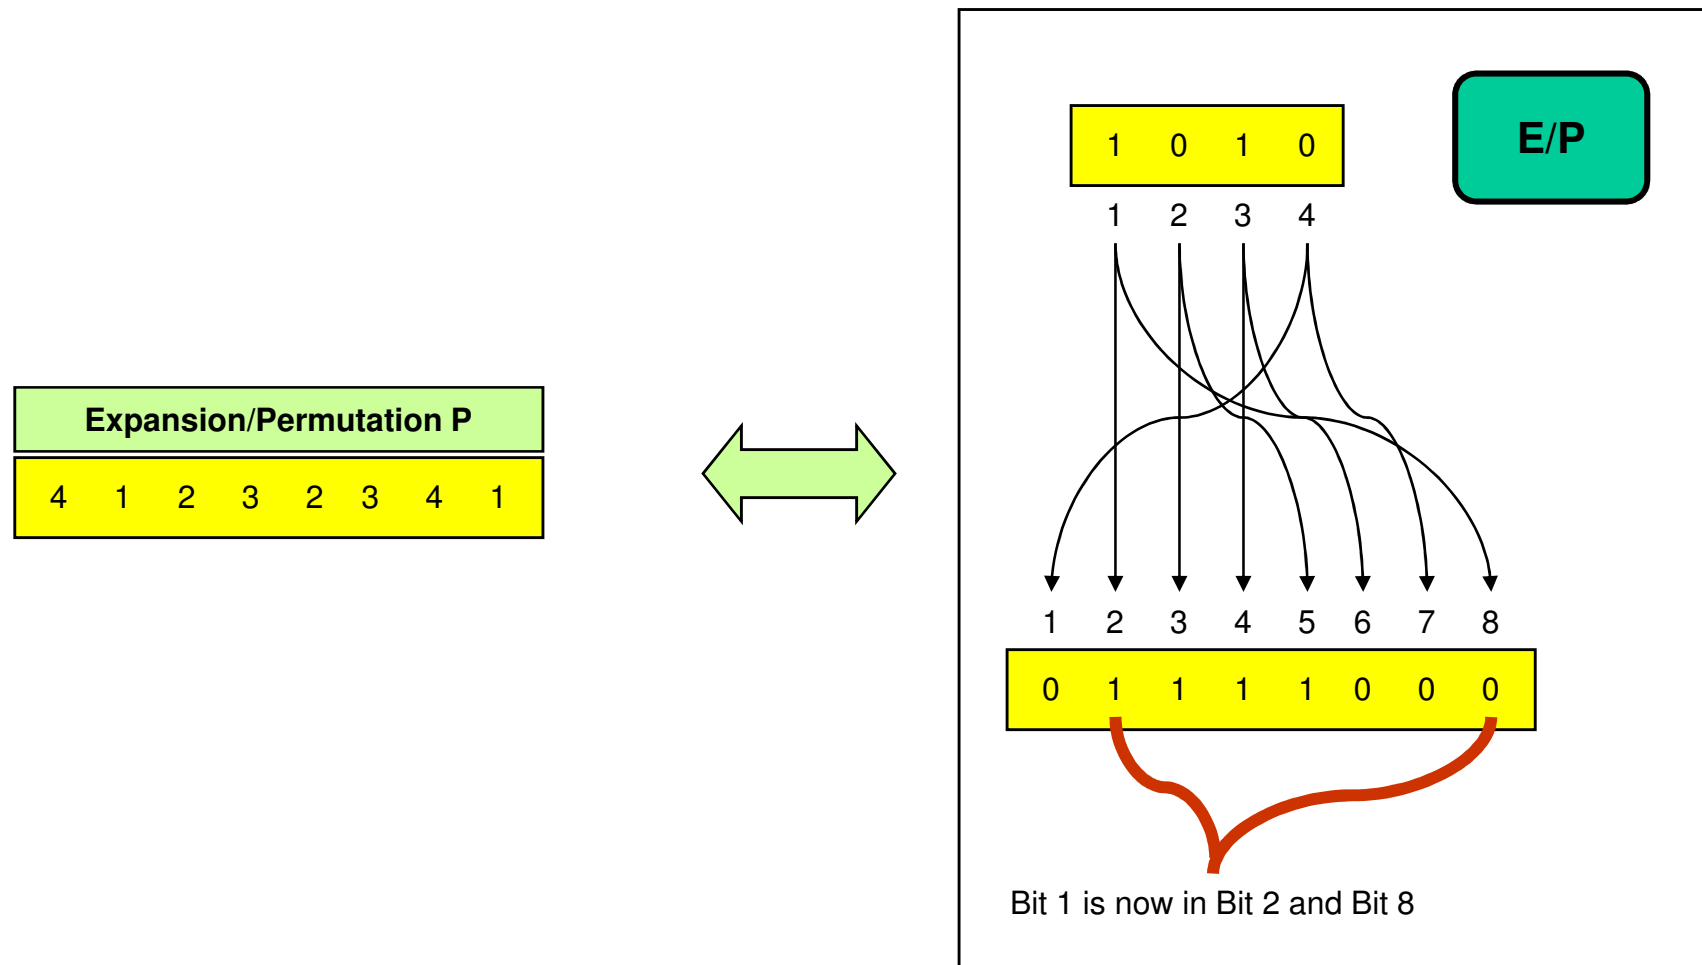 Expansion/Permutation P
4 1 2 3 2 3 4 1
E/P
1 0 1 0
1 2 3 4
1 2 3 4 5 6 7 8
0 1 1 1 1 0 0 0
Bit 1 is now in Bit 2 and Bit 8